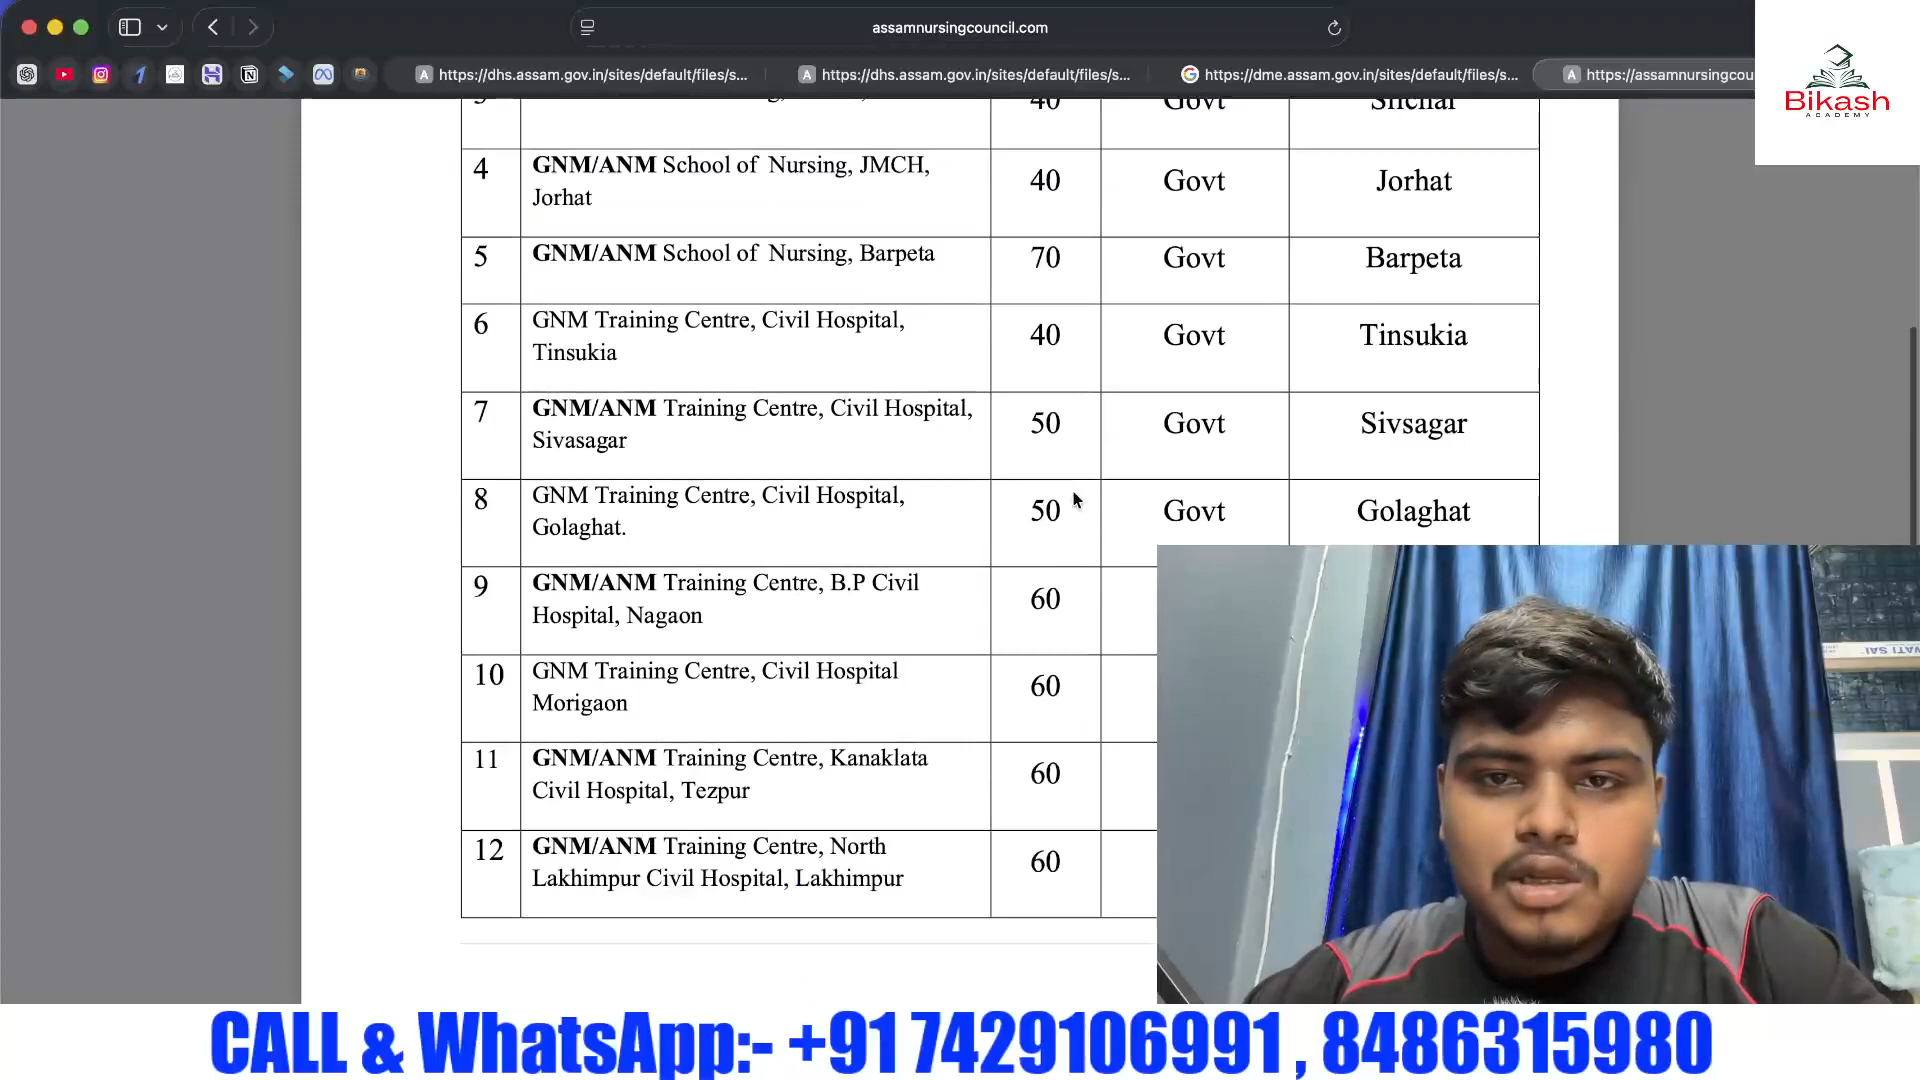 assamnursingcouncil.com
https://dhs.assam.gov.in/sites/default/files/s...
https://dhs.assam.gov.in/sites/default/files/s...
https://dme.assam.gov.in/sites/default/files/s...
https://assamnursingcou
Bikash
ACADEMY
3 40 Govt Silchar
4 GNM/ANM School of Nursing, JMCH, Jorhat 40 Govt Jorhat
5 GNM/ANM School of Nursing, Barpeta 70 Govt Barpeta
6 GNM Training Centre, Civil Hospital, Tinsukia 40 Govt Tinsukia
7 GNM/ANM Training Centre, Civil Hospital, Sivasagar 50 Govt Sivsagar
8 GNM Training Centre, Civil Hospital, Golaghat. 50 Govt Golaghat
9 GNM/ANM Training Centre, B.P Civil Hospital, Nagaon 60
10 GNM Training Centre, Civil Hospital Morigaon 60
11 GNM/ANM Training Centre, Kanaklata Civil Hospital, Tezpur 60
12 GNM/ANM Training Centre, North Lakhimpur Civil Hospital, Lakhimpur 60
CALL & WhatsApp:- +91 7429106991 , 8486315980